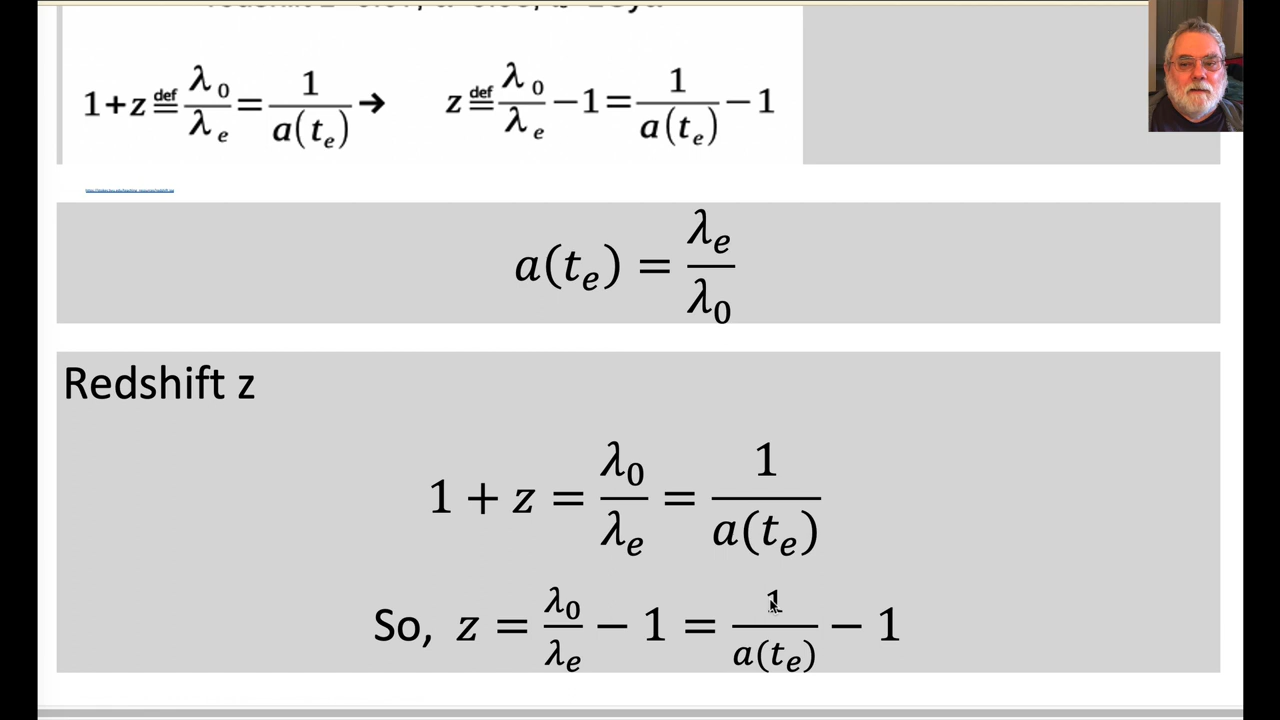 1+z ≝ λ₀/λₑ = 1/a(tₑ) → z ≝ λ₀/λₑ −1 = 1/a(tₑ) −1
a(tₑ) = λₑ/λ₀
Redshift z
1 + z = λ₀/λₑ = 1/a(tₑ)
So, z = λ₀/λₑ − 1 = 1/a(tₑ) − 1